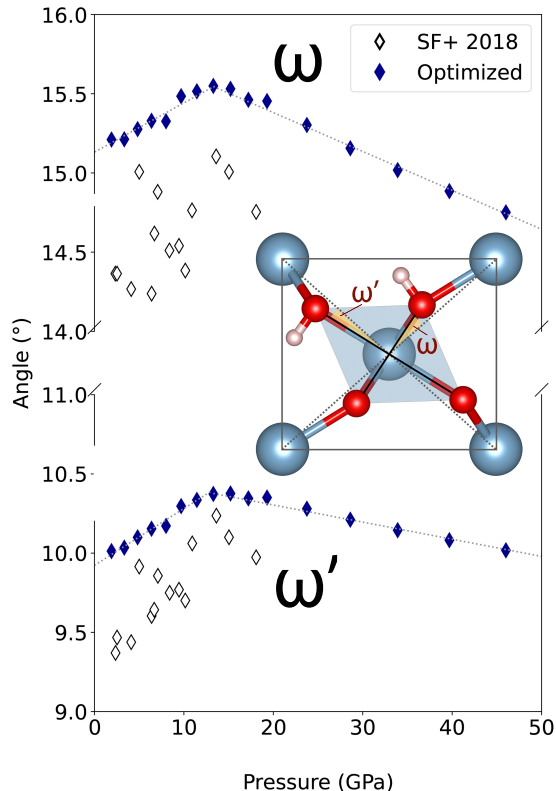 16.0
ω
SF+ 2018
Optimized
15.5
15.0
14.5
14.0
ω'
ω
Angle (°)
11.0
10.5
10.0
ω'
9.5
9.0
0 10 20 30 40 50
Pressure (GPa)